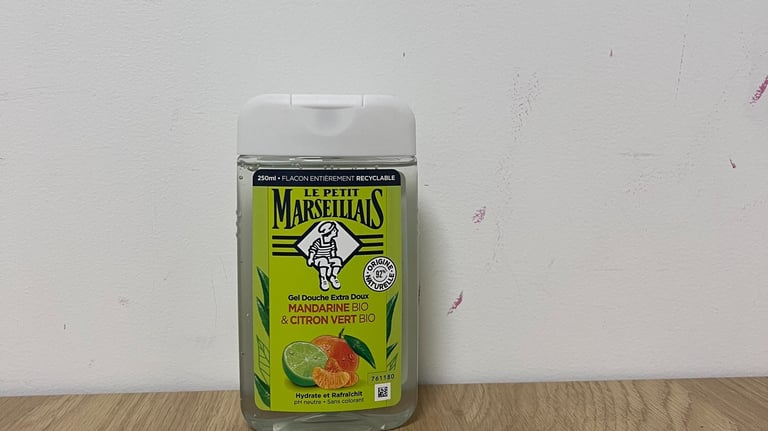 250ml • FLACON ENTIÈREMENT RECYCLABLE
LE PETIT
MARSEILLAIS
ORIGINE
92%
NATURELLE
Gel Douche Extra Doux
MANDARINE BIO
& CITRON VERT BIO
761180
Hydrate et Rafraîchit
pH neutre • Sans colorant